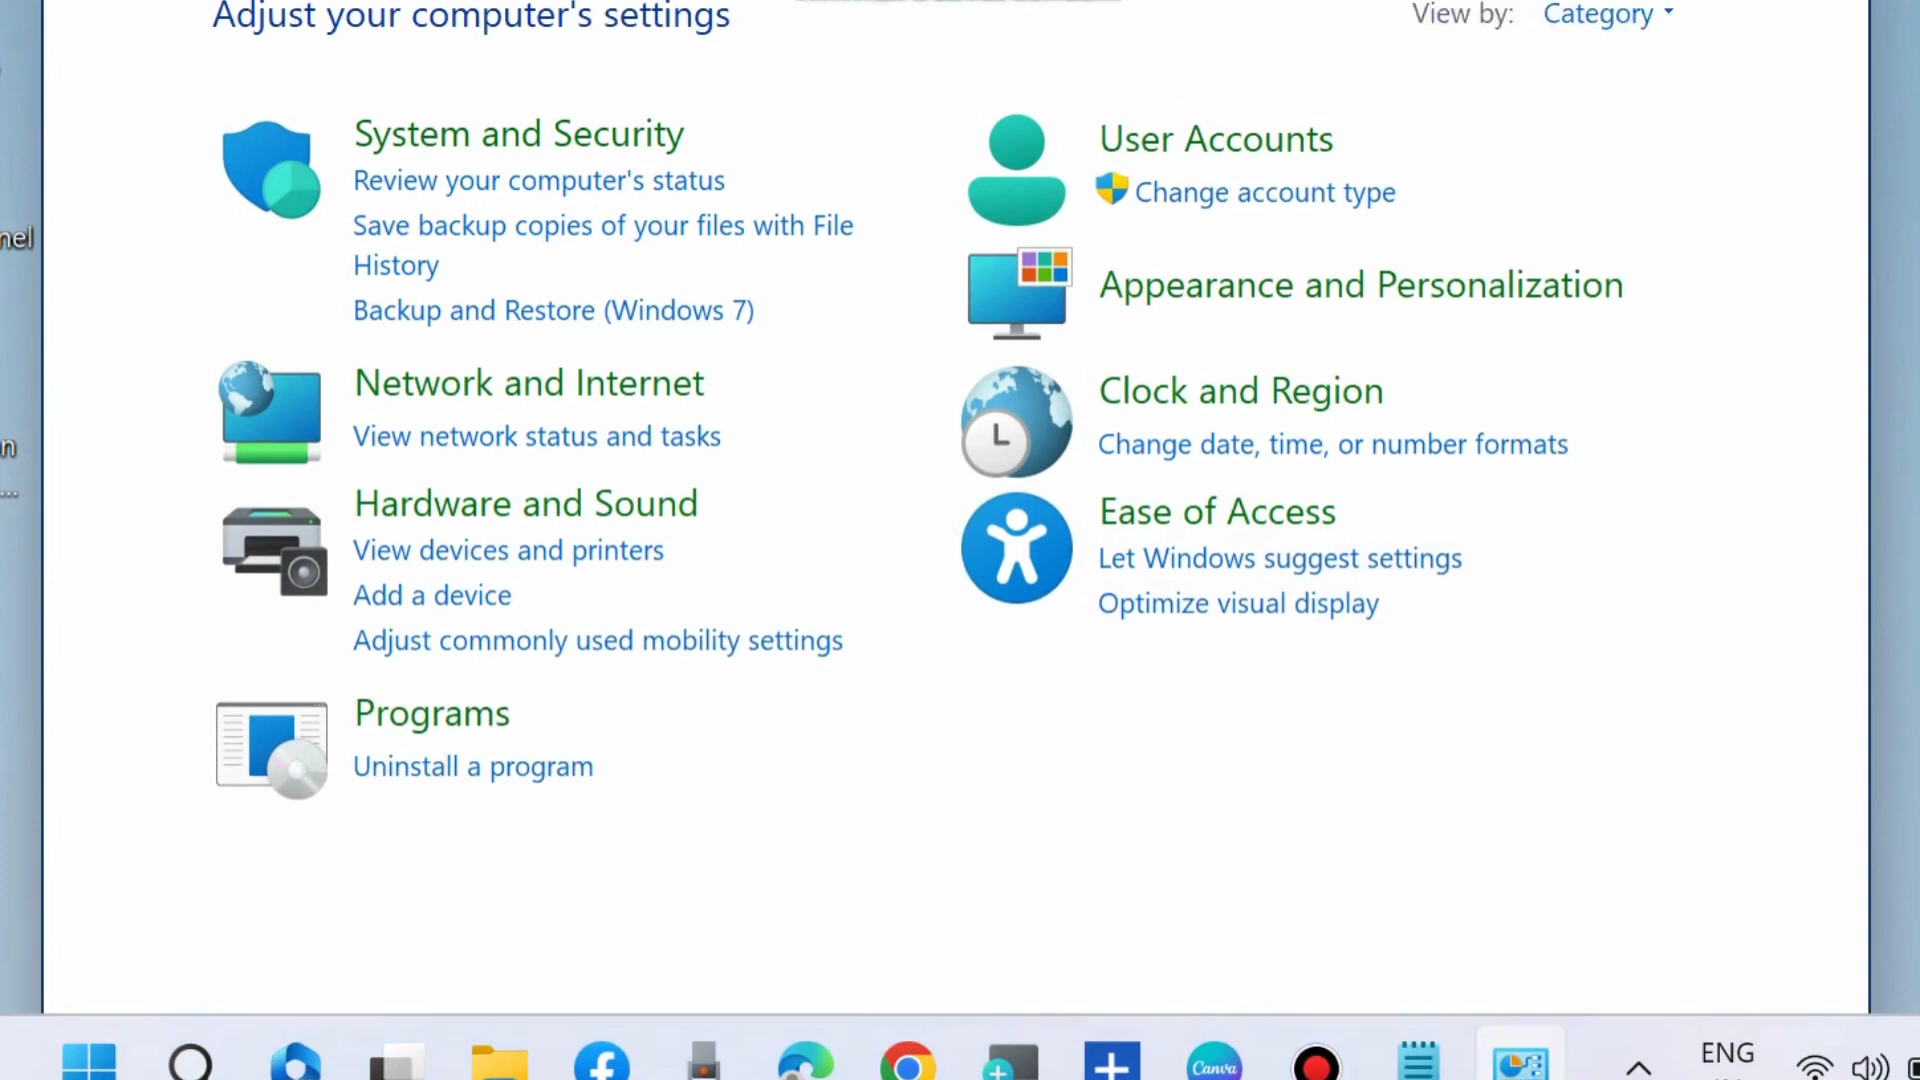 Adjust your computer's settings
View by: Category
System and Security
Review your computer's status
Save backup copies of your files with File
History
Backup and Restore (Windows 7)
Network and Internet
View network status and tasks
Hardware and Sound
View devices and printers
Add a device
Adjust commonly used mobility settings
Programs
Uninstall a program
User Accounts
Change account type
Appearance and Personalization
Clock and Region
Change date, time, or number formats
Ease of Access
Let Windows suggest settings
Optimize visual display
nel
n
...
Canva
ENG